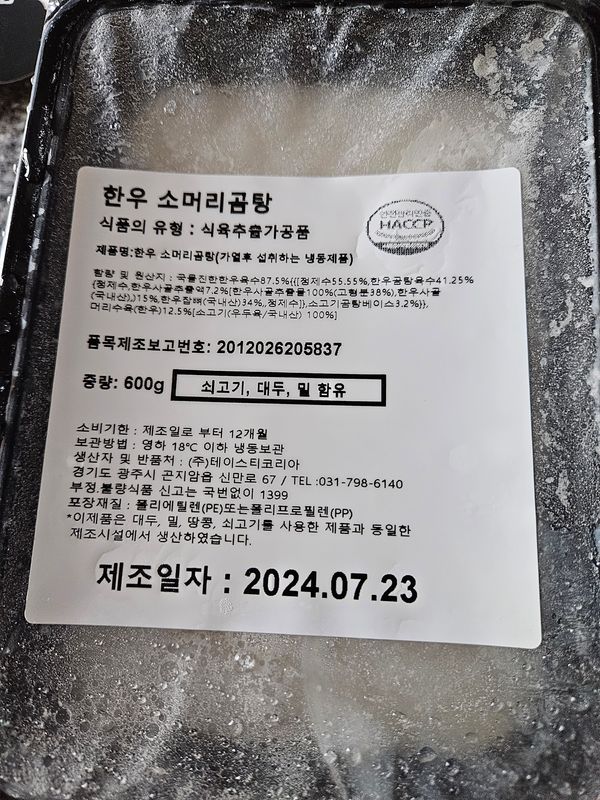 한우 소머리곰탕
식품의 유형 : 식육추출가공품
안전관리인증
HACCP
제품명:한우 소머리곰탕(가열후 섭취하는 냉동제품)
함량 및 원산지 : 국물진한한우육수87.5%{{[정제수55.55%,한우곰탕육수41.25%
{정제수,한우사골추출액7.2%[한우사골추출물100%(고형분38%),한우사골
(국내산),)15%,한우잡뼈(국내산)34%,정제수]},소고기곰탕베이스3.2%}},
머리수육(한우)12.5%[소고기(우두육/국내산) 100%]
품목제조보고번호: 2012026205837
중량: 600g
쇠고기, 대두, 밀 함유
소비기한 : 제조일로 부터 12개월
보관방법 : 영하 18℃ 이하 냉동보관
생산자 및 반품처 : (주)테이스티코리아
경기도 광주시 곤지암읍 신만로 67 / TEL :031-798-6140
부정.불량식품 신고는 국번없이 1399
포장재질 : 폴리에틸렌(PE)또는폴리프로필렌(PP)
*이제품은 대두, 밀, 땅콩, 쇠고기를 사용한 제품과 동일한
제조시설에서 생산하였습니다.
제조일자 : 2024.07.23